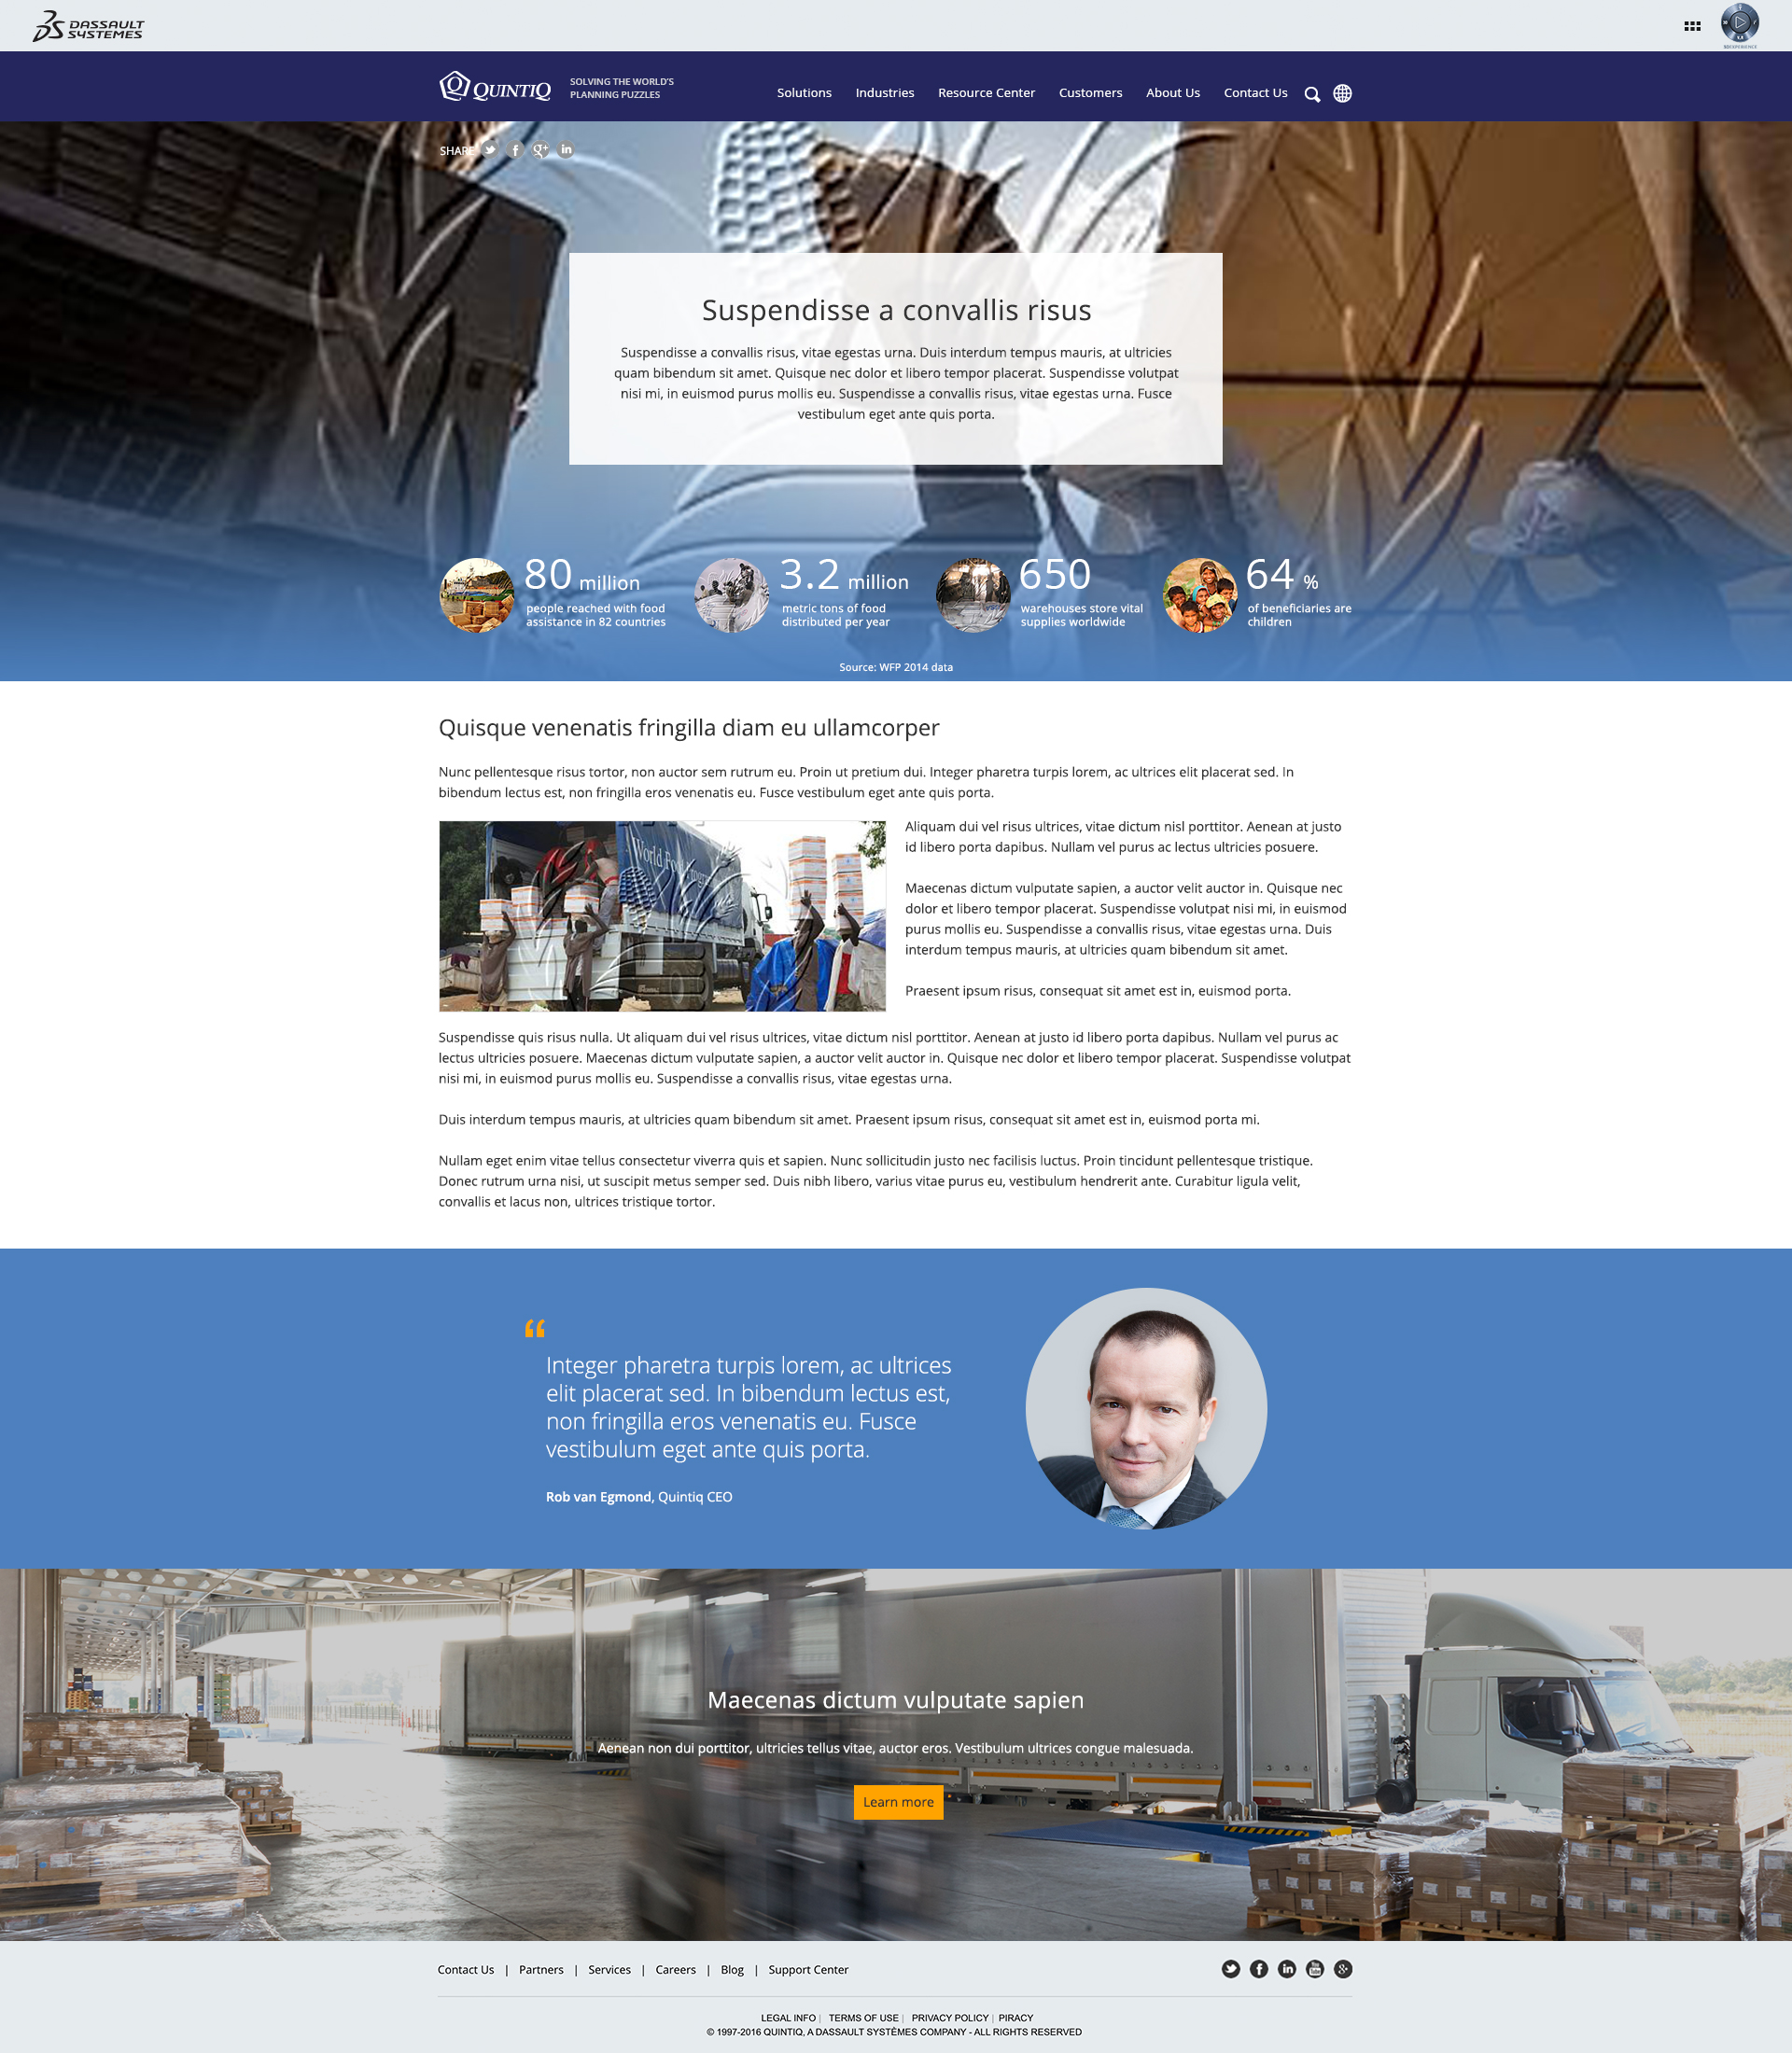 DASSAULT
SYSTEMES
QUINTIQ
SOLVING THE WORLD'S
PLANNING PUZZLES
Solutions Industries Resource Center Customers About Us Contact Us
SHARE
Suspendisse a convallis risus
Suspendisse a convallis risus, vitae egestas urna. Duis interdum tempus mauris, at ultricies
quam bibendum sit amet. Quisque nec dolor et libero tempor placerat. Suspendisse volutpat
nisi mi, in euismod purus mollis eu. Suspendisse a convallis risus, vitae egestas urna. Fusce
vestibulum eget ante quis porta.
80 million
people reached with food
assistance in 82 countries
3.2 million
metric tons of food
distributed per year
650
warehouses store vital
supplies worldwide
64 %
of beneficiaries are
children
Source: WFP 2014 data
Quisque venenatis fringilla diam eu ullamcorper
Nunc pellentesque risus tortor, non auctor sem rutrum eu. Proin ut pretium dui. Integer pharetra turpis lorem, ac ultrices elit placerat sed. In
bibendum lectus est, non fringilla eros venenatis eu. Fusce vestibulum eget ante quis porta.
World Food Programme
Aliquam dui vel risus ultrices, vitae dictum nisl porttitor. Aenean at justo
id libero porta dapibus. Nullam vel purus ac lectus ultricies posuere.
Maecenas dictum vulputate sapien, a auctor velit auctor in. Quisque nec
dolor et libero tempor placerat. Suspendisse volutpat nisi mi, in euismod
purus mollis eu. Suspendisse a convallis risus, vitae egestas urna. Duis
interdum tempus mauris, at ultricies quam bibendum sit amet.
Praesent ipsum risus, consequat sit amet est in, euismod porta.
Suspendisse quis risus nulla. Ut aliquam dui vel risus ultrices, vitae dictum nisl porttitor. Aenean at justo id libero porta dapibus. Nullam vel purus ac
lectus ultricies posuere. Maecenas dictum vulputate sapien, a auctor velit auctor in. Quisque nec dolor et libero tempor placerat. Suspendisse volutpat
nisi mi, in euismod purus mollis eu. Suspendisse a convallis risus, vitae egestas urna.
Duis interdum tempus mauris, at ultricies quam bibendum sit amet. Praesent ipsum risus, consequat sit amet est in, euismod porta mi.
Nullam eget enim vitae tellus consectetur viverra quis et sapien. Nunc sollicitudin justo nec facilisis luctus. Proin tincidunt pellentesque tristique.
Donec rutrum urna nisi, ut suscipit metus semper sed. Duis nibh libero, varius vitae purus eu, vestibulum hendrerit ante. Curabitur ligula velit,
convallis et lacus non, ultrices tristique tortor.
“
Integer pharetra turpis lorem, ac ultrices
elit placerat sed. In bibendum lectus est,
non fringilla eros venenatis eu. Fusce
vestibulum eget ante quis porta.
Rob van Egmond, Quintiq CEO
Maecenas dictum vulputate sapien
Aenean non dui porttitor, ultricies tellus vitae, auctor eros. Vestibulum ultrices congue malesuada.
Learn more
Contact Us | Partners | Services | Careers | Blog | Support Center
LEGAL INFO | TERMS OF USE | PRIVACY POLICY | PIRACY
© 1997-2016 QUINTIQ, A DASSAULT SYSTÈMES COMPANY - ALL RIGHTS RESERVED